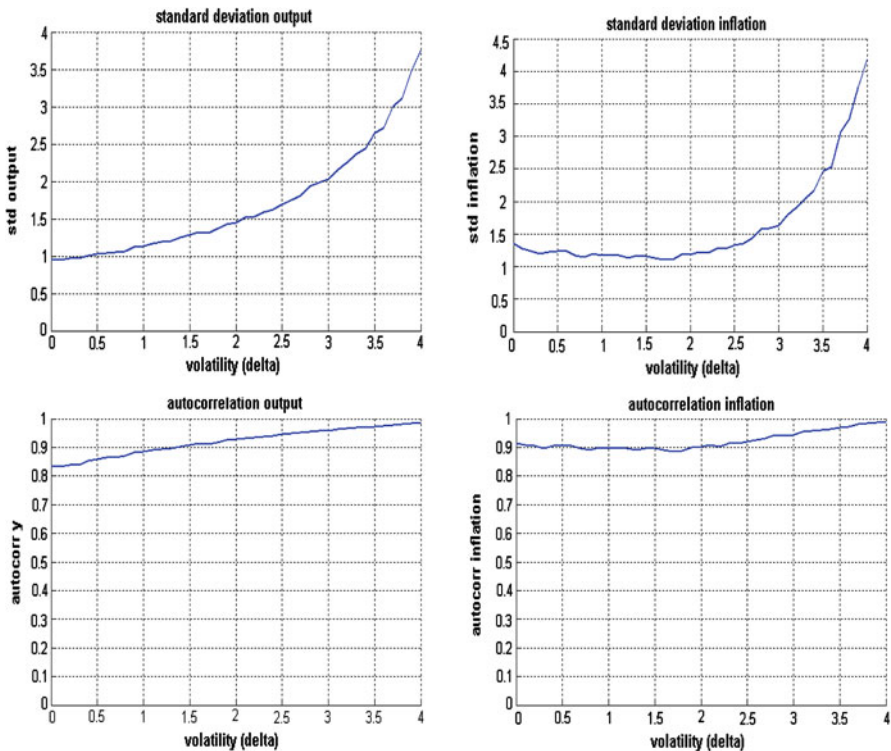 standard deviation output
std output
4
3.5
3
2.5
2
1.5
1
0.5
0
0 0.5 1 1.5 2 2.5 3 3.5 4
volatility (delta)
standard deviation inflation
std inflation
4.5
4
3.5
3
2.5
2
1.5
1
0.5
0
0 0.5 1 1.5 2 2.5 3 3.5 4
volatility (delta)
autocorrelation output
autocorr y
1
0.9
0.8
0.7
0.6
0.5
0.4
0.3
0.2
0.1
0
0 0.5 1 1.5 2 2.5 3 3.5 4
volatility (delta)
autocorrelation inflation
autocorr inflation
1
0.9
0.8
0.7
0.6
0.5
0.4
0.3
0.2
0.1
0
0 0.5 1 1.5 2 2.5 3 3.5 4
volatility (delta)